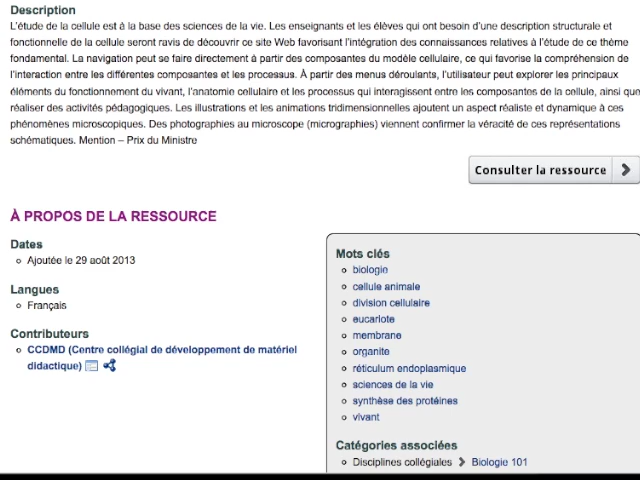 Description
L'étude de la cellule est à la base des sciences de la vie. Les enseignants et les élèves qui ont besoin d'une description structurale et
fonctionnelle de la cellule seront ravis de découvrir ce site Web favorisant l'intégration des connaissances relatives à l'étude de ce thème
fondamental. La navigation peut se faire directement à partir des composantes du modèle cellulaire, ce qui favorise la compréhension de
l'interaction entre les différentes composantes et les processus. À partir des menus déroulants, l'utilisateur peut explorer les principaux
éléments du fonctionnement du vivant, l'anatomie cellulaire et les processus qui interagissent entre les composantes de la cellule, ainsi que
réaliser des activités pédagogiques. Les illustrations et les animations tridimensionnelles ajoutent un aspect réaliste et dynamique à ces
phénomènes microscopiques. Des photographies au microscope (micrographies) viennent confirmer la véracité de ces représentations
schématiques. Mention – Prix du Ministre
Consulter la ressource
À PROPOS DE LA RESSOURCE
Dates
Ajoutée le 29 août 2013
Langues
Français
Contributeurs
CCDMD (Centre collégial de développement de matériel
didactique)
Mots clés
biologie
cellule animale
division cellulaire
eucariote
membrane
organite
réticulum endoplasmique
sciences de la vie
synthèse des protéines
vivant
Catégories associées
Disciplines collégiales > Biologie 101